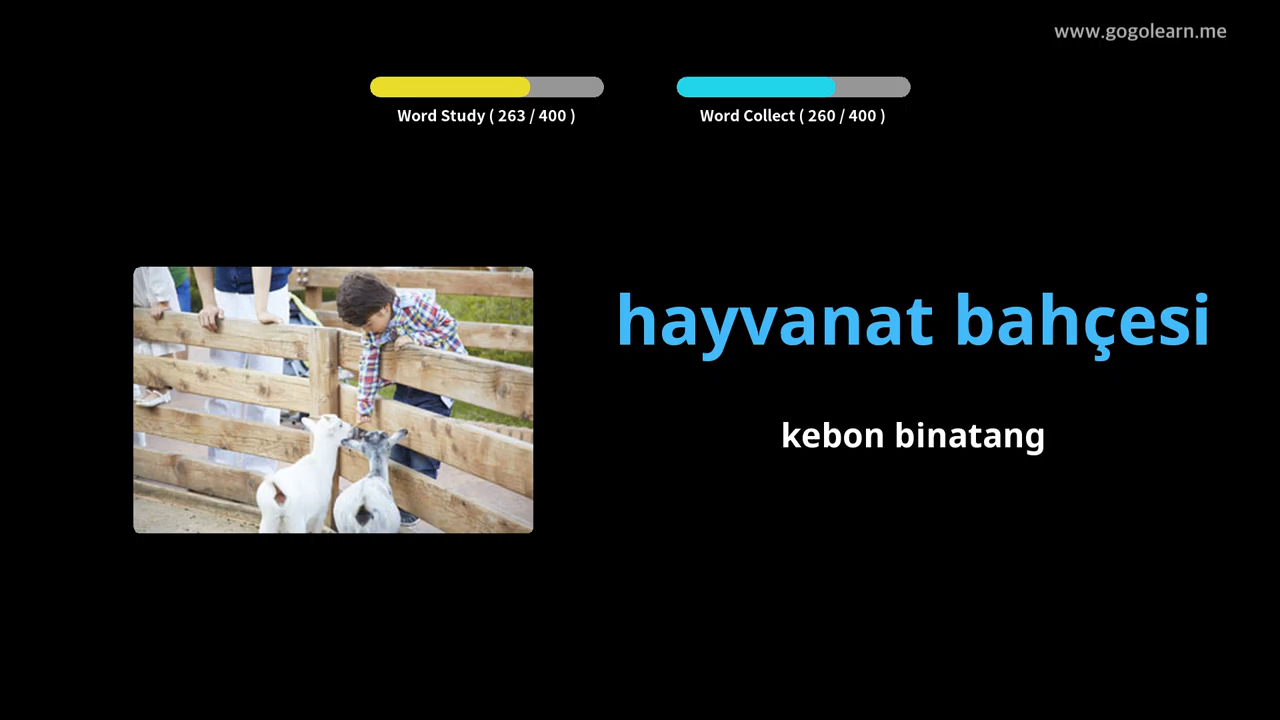 www.gogolearn.me
Word Study ( 263 / 400 )
Word Collect ( 260 / 400 )
hayvanat bahçesi
kebon binatang